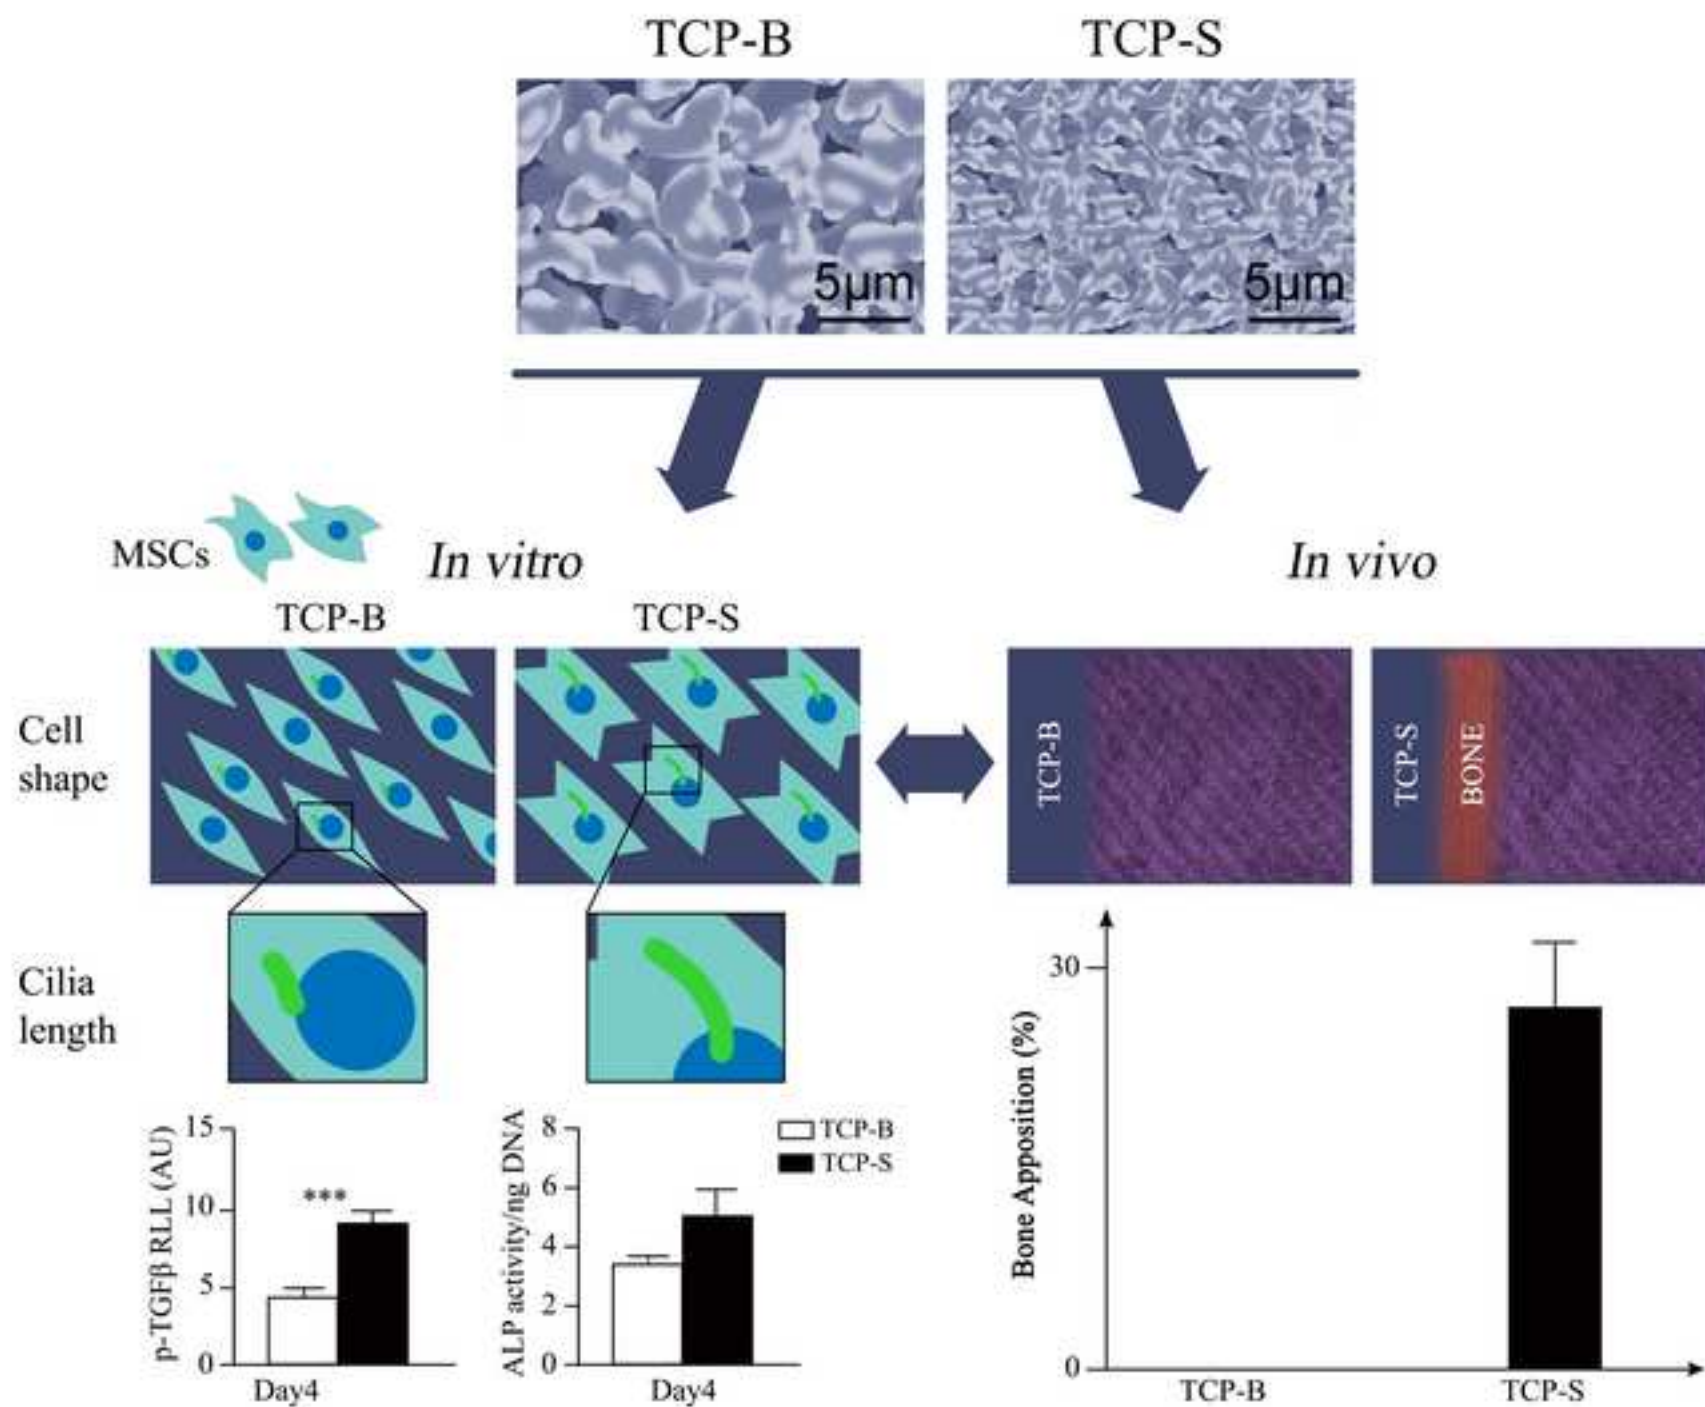 TCP-B
TCP-S
5μm
5μm
MSCs
In vitro
In vivo
TCP-B
TCP-S
Cell
shape
TCP-B
TCP-S
BONE
Cilia
length
15
10
5
0
p-TGFβ RLL (AU)
***
Day4
8
6
4
2
0
ALP activity/ng DNA
TCP-B
TCP-S
Day4
30
0
Bone Apposition (%)
TCP-B
TCP-S